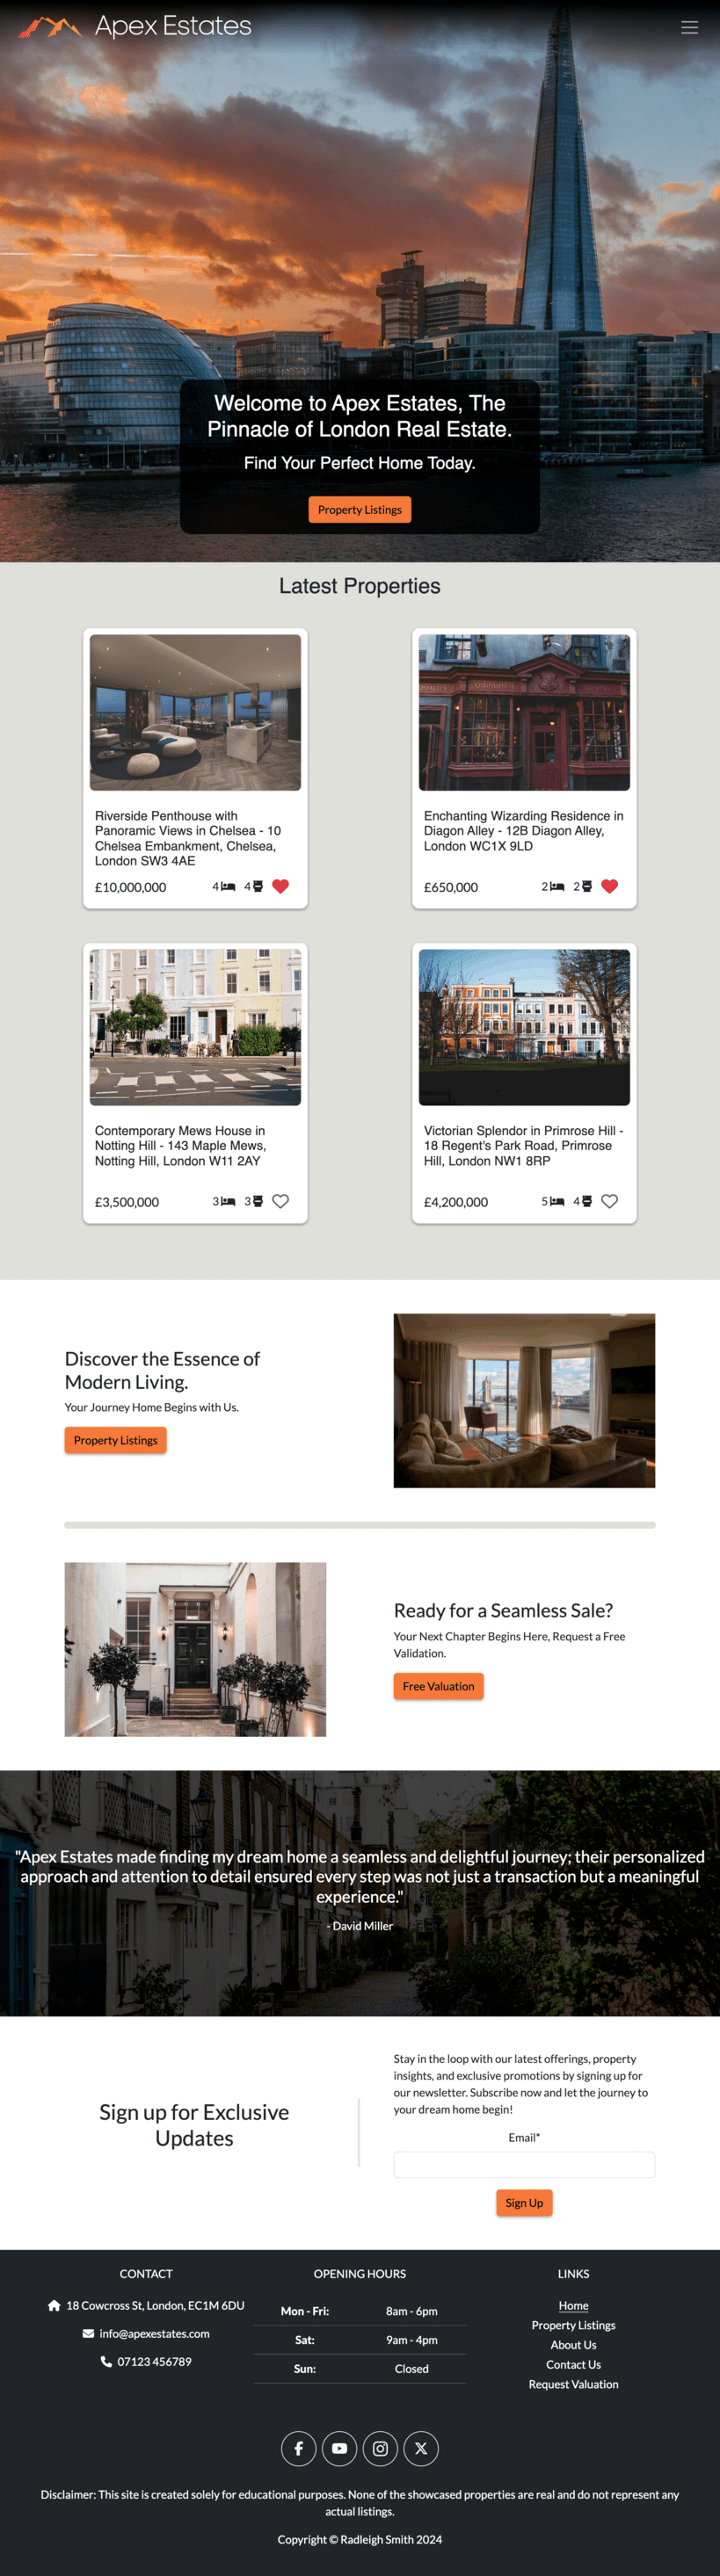 Apex Estates
Welcome to Apex Estates, The
Pinnacle of London Real Estate.
Find Your Perfect Home Today.
Property Listings
Latest Properties
Riverside Penthouse with
Panoramic Views in Chelsea - 10
Chelsea Embankment, Chelsea,
London SW3 4AE
£10,000,000 4 4
Enchanting Wizarding Residence in
Diagon Alley - 12B Diagon Alley,
London WC1X 9LD
£650,000 2 2
Contemporary Mews House in
Notting Hill - 143 Maple Mews,
Notting Hill, London W11 2AY
£3,500,000 3 3
Victorian Splendor in Primrose Hill -
18 Regent's Park Road, Primrose
Hill, London NW1 8RP
£4,200,000 5 4
Discover the Essence of
Modern Living.
Your Journey Home Begins with Us.
Property Listings
Ready for a Seamless Sale?
Your Next Chapter Begins Here, Request a Free
Validation.
Free Valuation
"Apex Estates made finding my dream home a seamless and delightful journey; their personalized
approach and attention to detail ensured every step was not just a transaction but a meaningful
experience."
- David Miller
Sign up for Exclusive
Updates
Stay in the loop with our latest offerings, property
insights, and exclusive promotions by signing up for
our newsletter. Subscribe now and let the journey to
your dream home begin!
Email*
Sign Up
CONTACT
18 Cowcross St, London, EC1M 6DU
info@apexestates.com
07123 456789
OPENING HOURS
Mon - Fri: 8am - 6pm
Sat: 9am - 4pm
Sun: Closed
LINKS
Home
Property Listings
About Us
Contact Us
Request Valuation
Disclaimer: This site is created solely for educational purposes. None of the showcased properties are real and do not represent any
actual listings.
Copyright © Radleigh Smith 2024